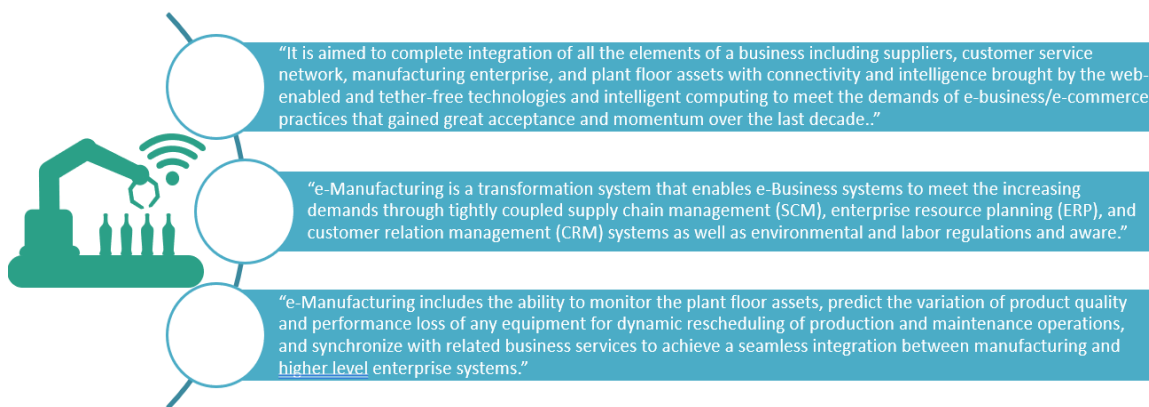 “It is aimed to complete integration of all the elements of a business including suppliers, customer service
network, manufacturing enterprise, and plant floor assets with connectivity and intelligence brought by the web-
enabled and tether-free technologies and intelligent computing to meet the demands of e-business/e-commerce
practices that gained great acceptance and momentum over the last decade..”
“e-Manufacturing is a transformation system that enables e-Business systems to meet the increasing
demands through tightly coupled supply chain management (SCM), enterprise resource planning (ERP), and
customer relation management (CRM) systems as well as environmental and labor regulations and aware.”
“e-Manufacturing includes the ability to monitor the plant floor assets, predict the variation of product quality
and performance loss of any equipment for dynamic rescheduling of production and maintenance operations,
and synchronize with related business services to achieve a seamless integration between manufacturing and
higher level enterprise systems.”